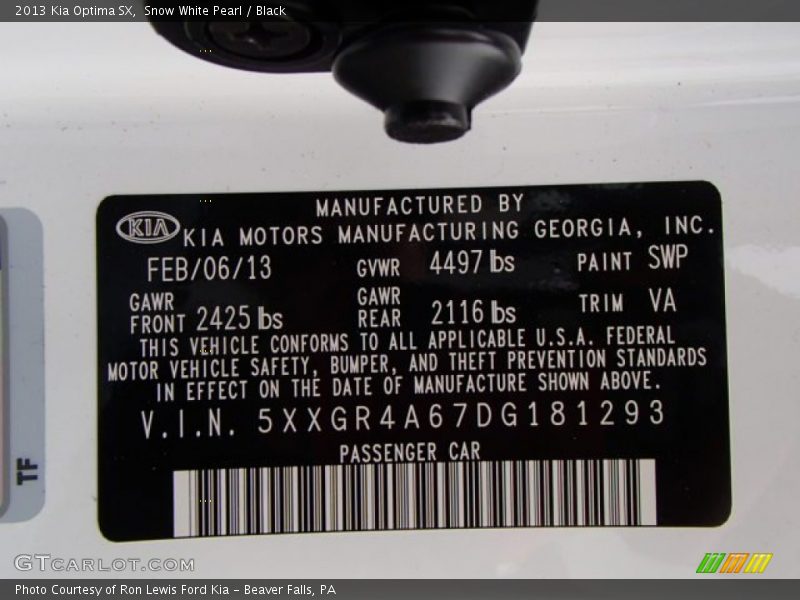 2013 Kia Optima SX, Snow White Pearl / Black
MANUFACTURED BY
KIA KIA MOTORS MANUFACTURING GEORGIA, INC.
FEB/06/13 GVWR 4497 lbs PAINT SWP
GAWR FRONT 2425 lbs GAWR REAR 2116 lbs TRIM VA
THIS VEHICLE CONFORMS TO ALL APPLICABLE U.S.A. FEDERAL
MOTOR VEHICLE SAFETY, BUMPER, AND THEFT PREVENTION STANDARDS
IN EFFECT ON THE DATE OF MANUFACTURE SHOWN ABOVE.
V.I.N. 5XXGR4A67DG181293
PASSENGER CAR
TF
GTCARLOT.COM
Photo Courtesy of Ron Lewis Ford Kia - Beaver Falls, PA